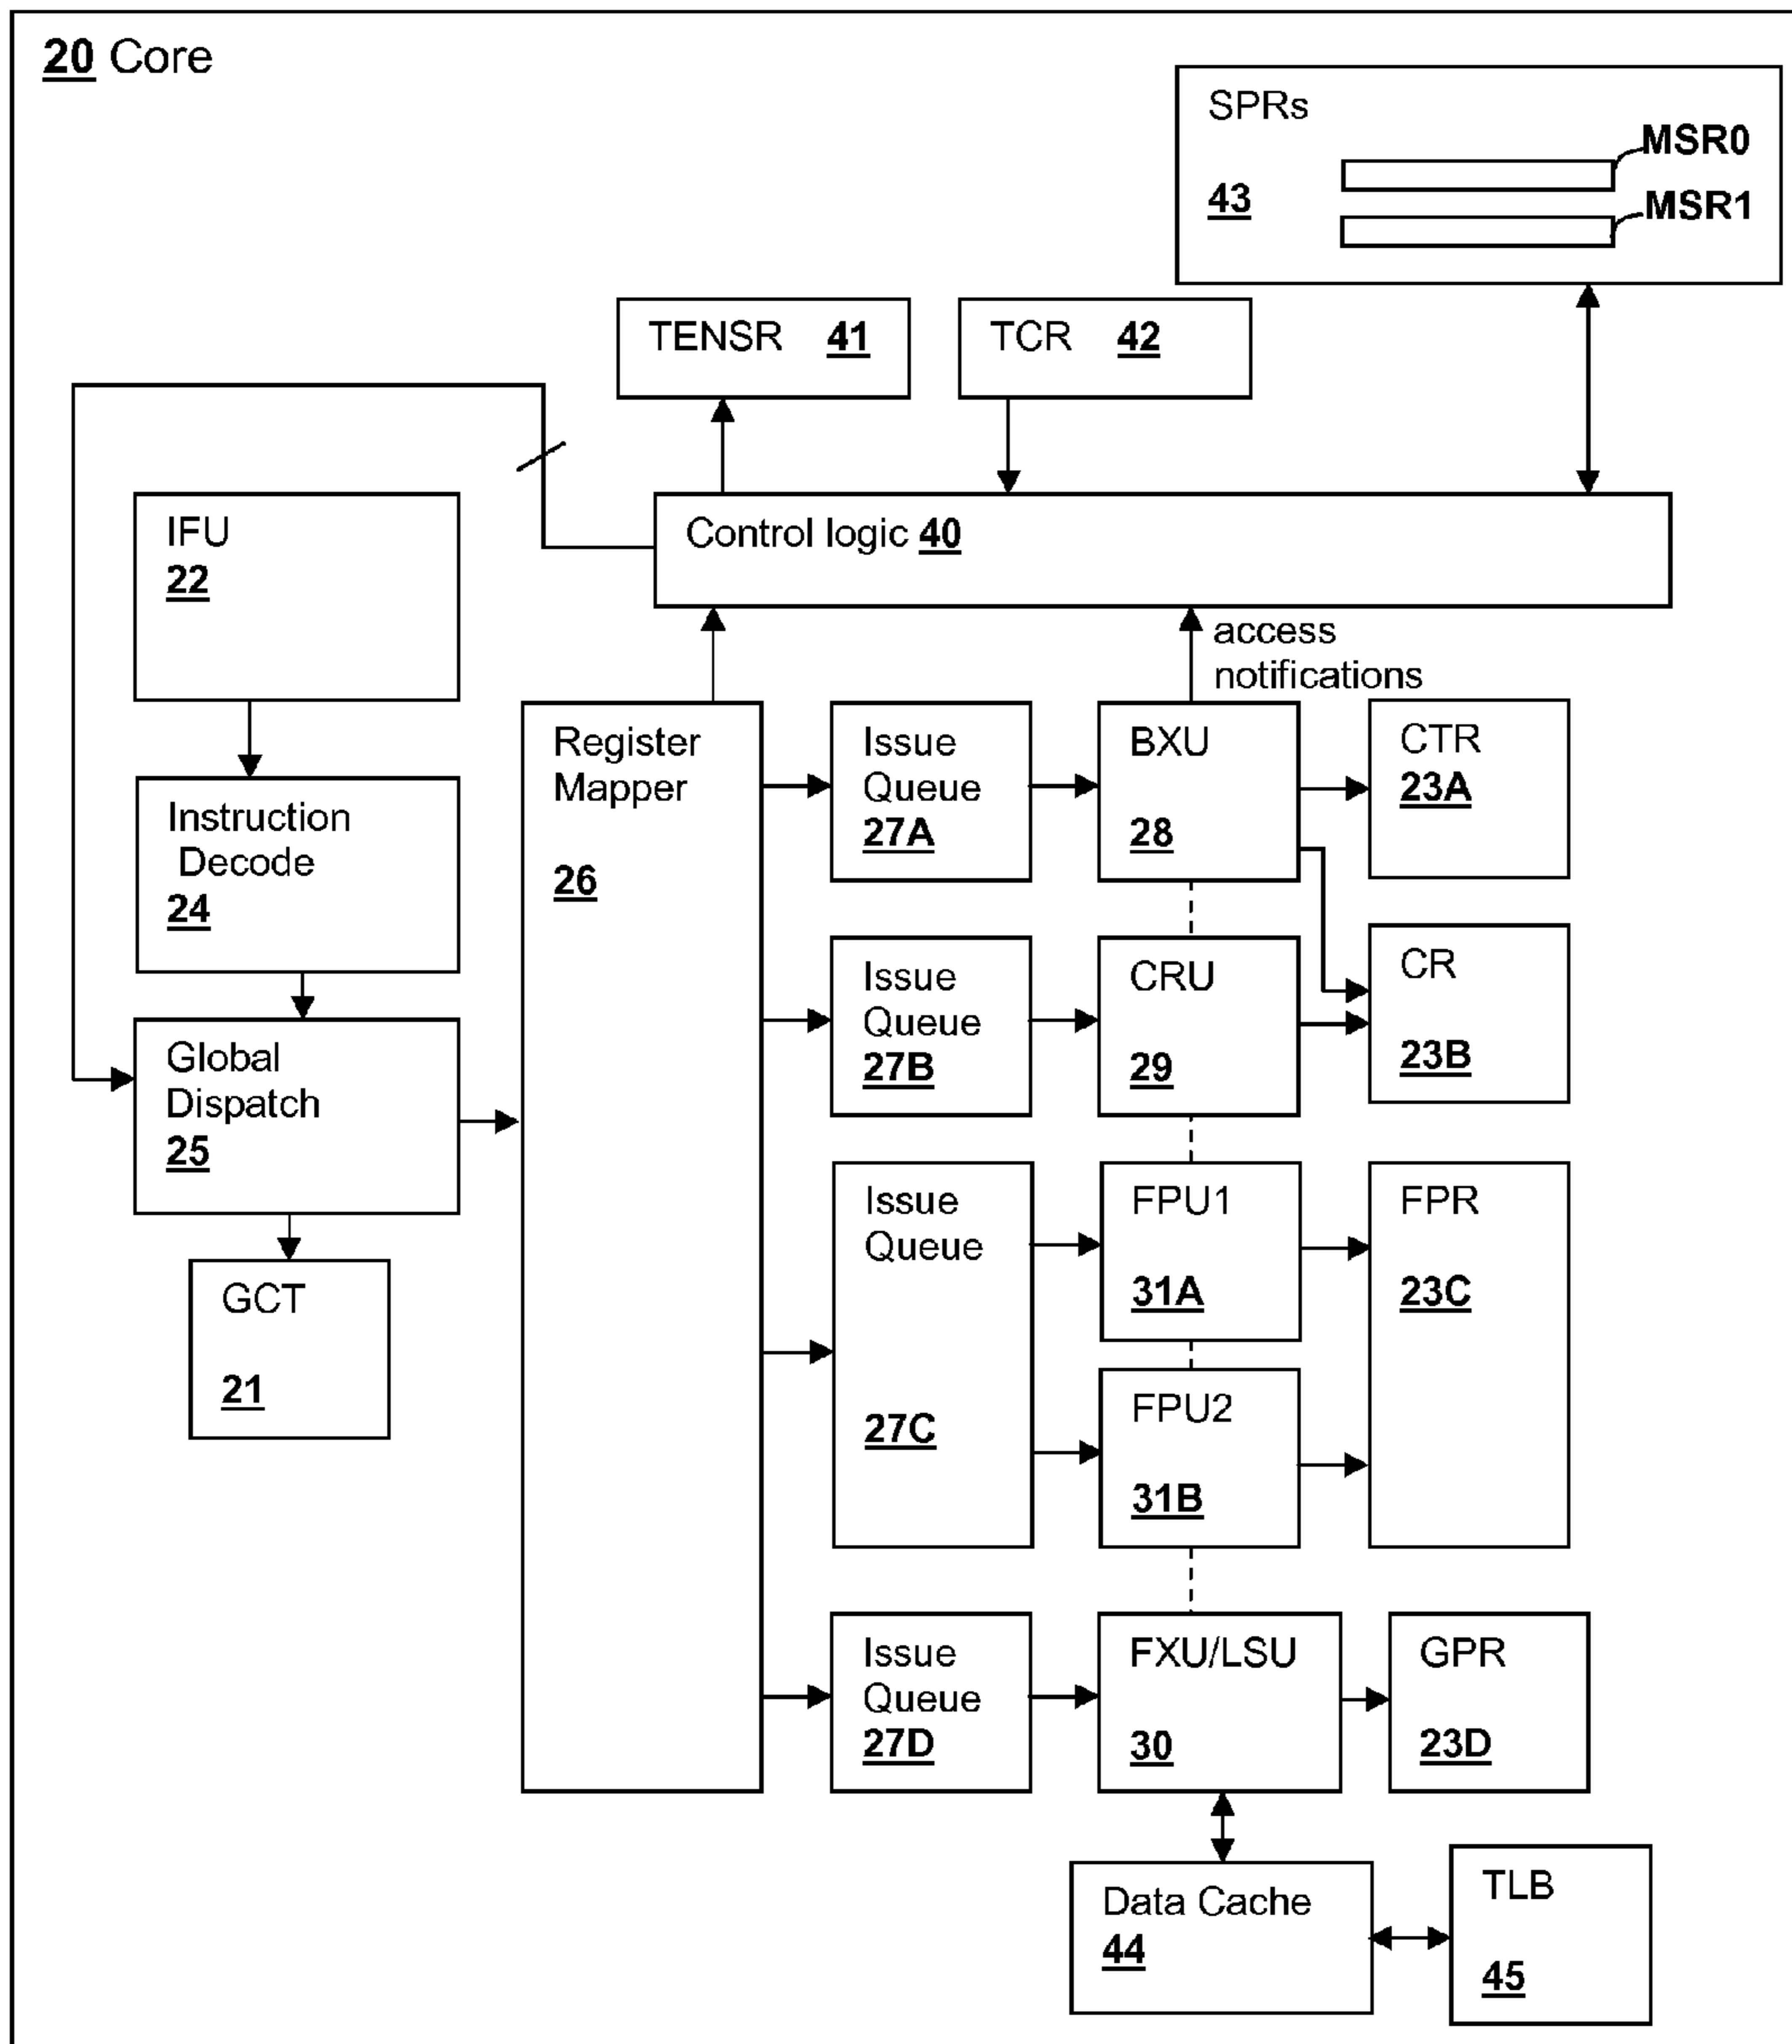 20 Core
SPRs
MSR0
43
MSR1
TENSR 41
TCR 42
IFU
22
Control logic 40
access
notifications
Register
Mapper
26
Issue
Queue
27A
BXU
28
CTR
23A
Instruction
Decode
24
Issue
Queue
27B
CRU
29
CR
23B
Global
Dispatch
25
Issue
Queue
27C
FPU1
31A
FPR
23C
GCT
21
FPU2
31B
Issue
Queue
27D
FXU/LSU
30
GPR
23D
Data Cache
44
TLB
45